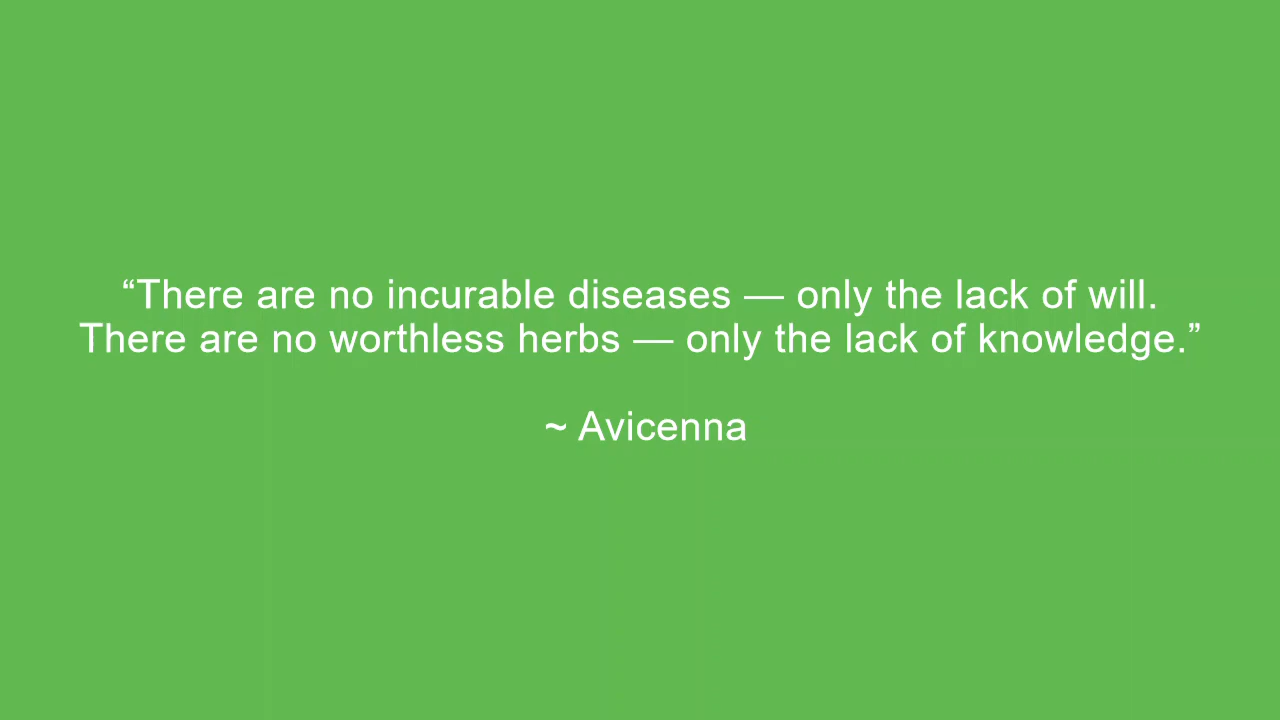 “There are no incurable diseases — only the lack of will.
There are no worthless herbs — only the lack of knowledge.”
~ Avicenna